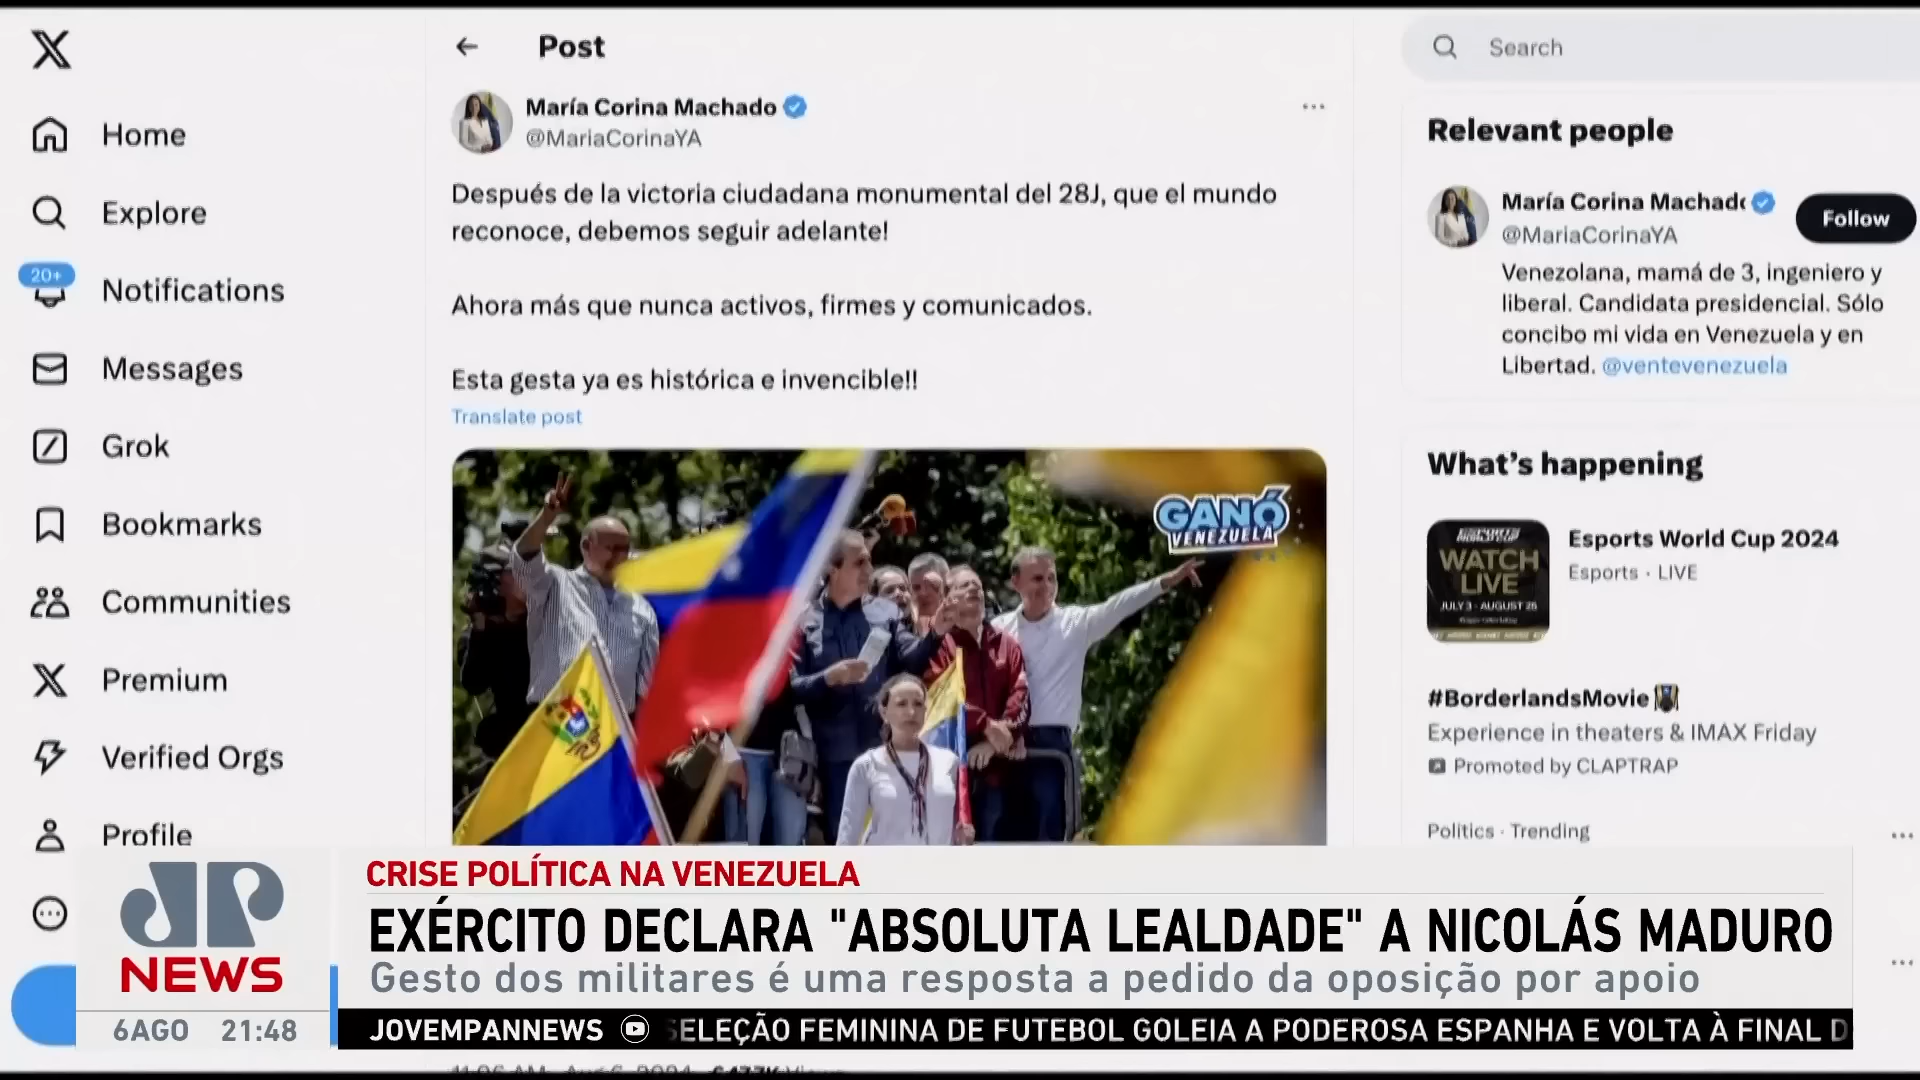 Home
Explore
20+
Notifications
Messages
Grok
Bookmarks
Communities
Premium
Verified Orgs
Profile
Post
María Corina Machado
@MariaCorinaYA
Después de la victoria ciudadana monumental del 28J, que el mundo
reconoce, debemos seguir adelante!
Ahora más que nunca activos, firmes y comunicados.
Esta gesta ya es histórica e invencible!!
Translate post
GANÓ
VENEZUELA
Search
Relevant people
María Corina Machad
@MariaCorinaYA
Follow
Venezolana, mamá de 3, ingeniero y
liberal. Candidata presidencial. Sólo
concibo mi vida en Venezuela y en
Libertad. @ventevenezuela
What's happening
WATCH
LIVE
JULY 3 - AUGUST 25
Esports World Cup 2024
Esports · LIVE
#BorderlandsMovie
Experience in theaters & IMAX Friday
Promoted by CLAPTRAP
Politics · Trending
JP
NEWS
6AGO 21:48
CRISE POLÍTICA NA VENEZUELA
EXÉRCITO DECLARA "ABSOLUTA LEALDADE" A NICOLÁS MADURO
Gesto dos militares é uma resposta a pedido da oposição por apoio
JOVEMPANNEWS SELEÇÃO FEMININA DE FUTEBOL GOLEIA A PODEROSA ESPANHA E VOLTA À FINAL D